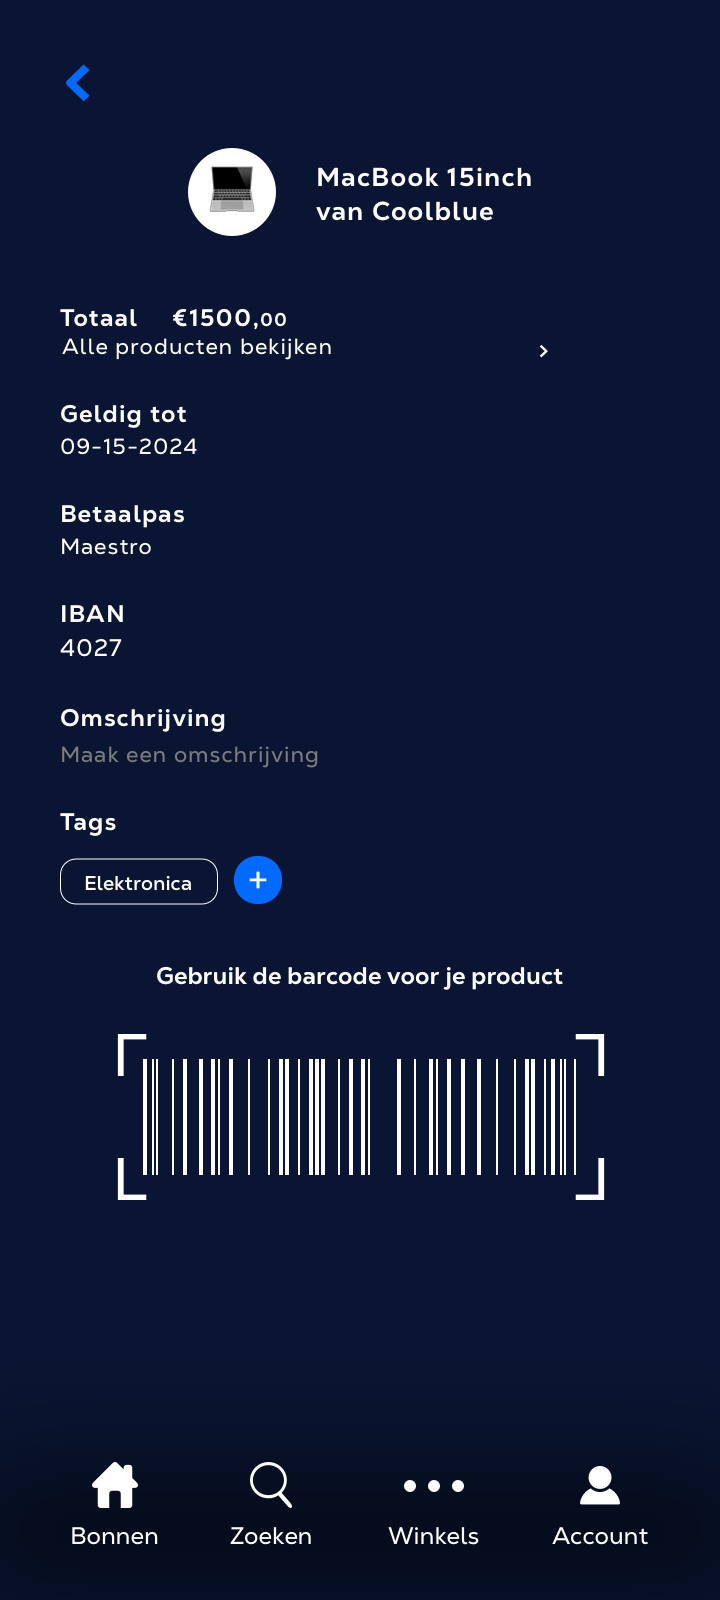 MacBook 15inch
van Coolblue
Totaal €1500,00
Alle producten bekijken
Geldig tot
09-15-2024
Betaalpas
Maestro
IBAN
4027
Omschrijving
Maak een omschrijving
Tags
Elektronica +
Gebruik de barcode voor je product
Bonnen Zoeken Winkels Account